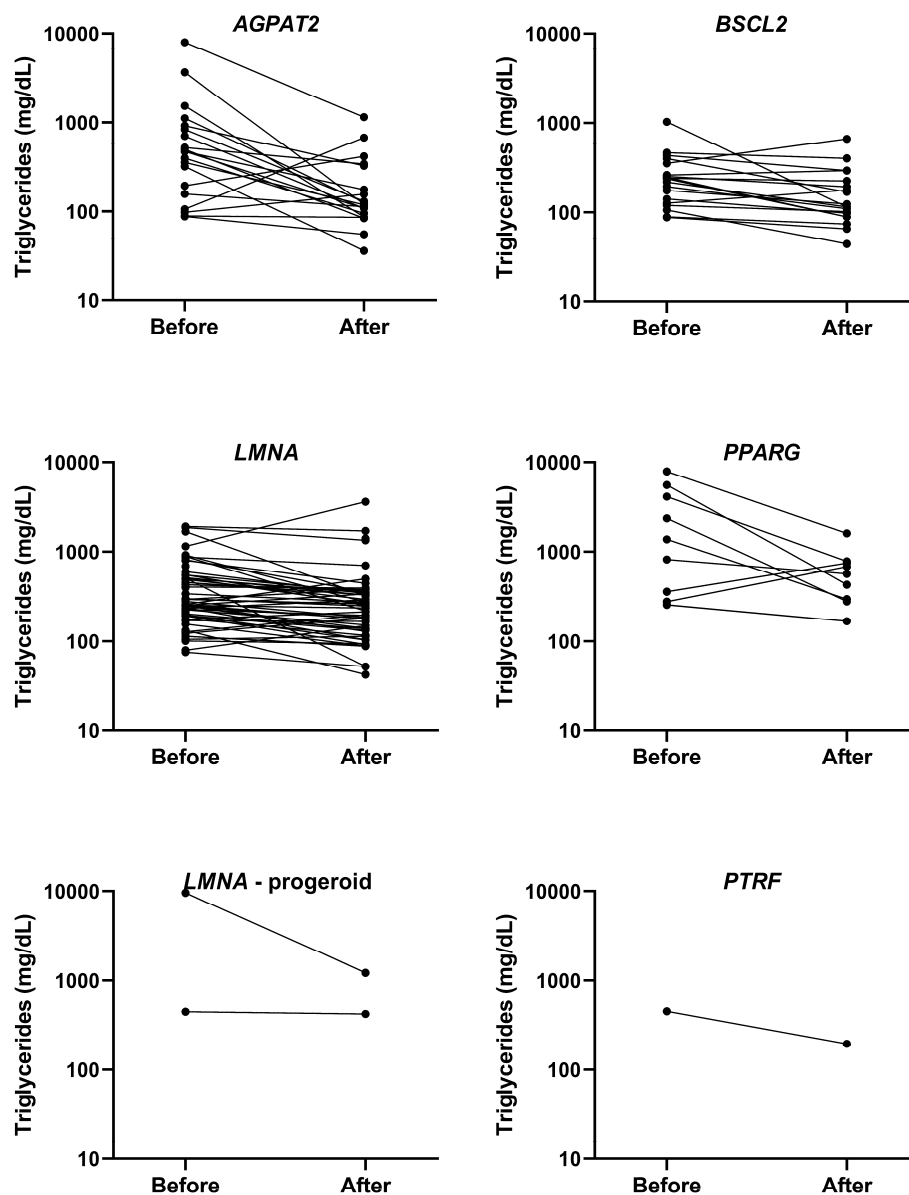 AGPAT2
Triglycerides (mg/dL)
10000
1000
100
10
Before After
BSCL2
Triglycerides (mg/dL)
10000
1000
100
10
Before After
LMNA
Triglycerides (mg/dL)
10000
1000
100
10
Before After
PPARG
Triglycerides (mg/dL)
10000
1000
100
10
Before After
LMNA - progeroid
Triglycerides (mg/dL)
10000
1000
100
10
Before After
PTRF
Triglycerides (mg/dL)
10000
1000
100
10
Before After